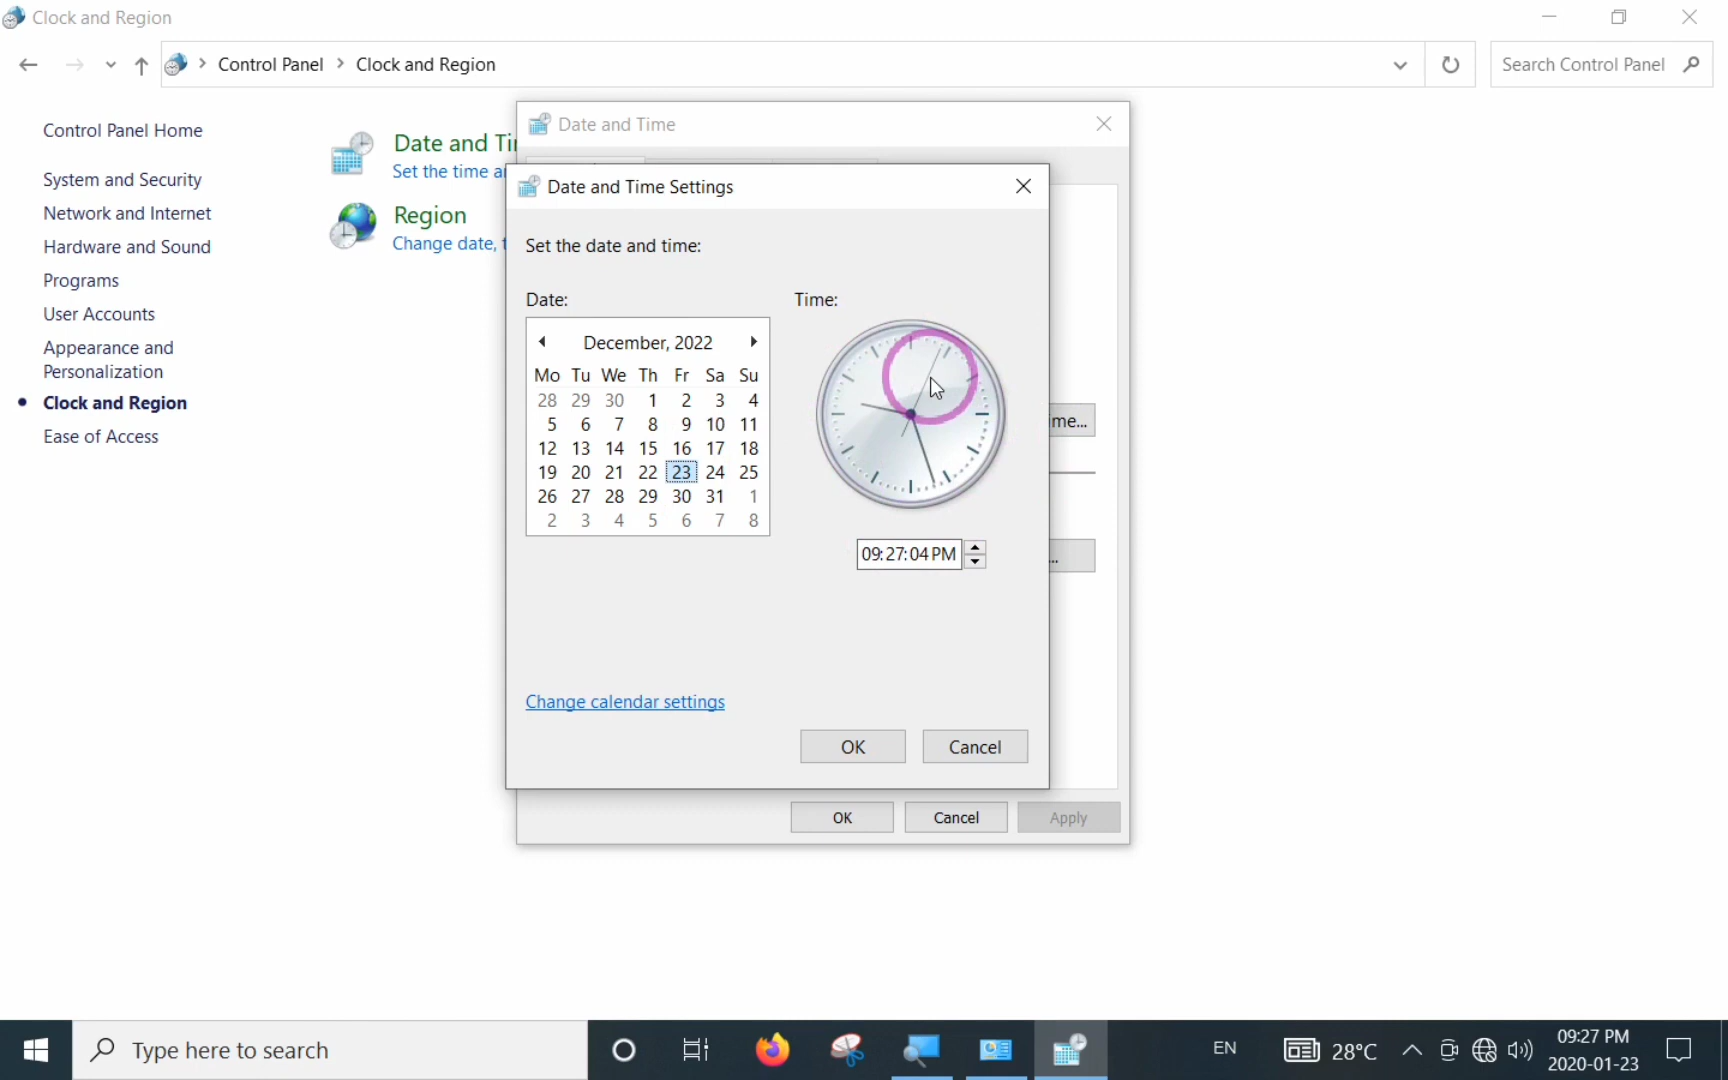 Clock and Region
Control Panel Clock and Region
Search Control Panel
Control Panel Home
System and Security
Network and Internet
Hardware and Sound
Programs
User Accounts
Appearance and
Personalization
Clock and Region
Ease of Access
Date and Ti
Set the time a
Region
Change date,
Date and Time
Date and Time Settings
Set the date and time:
Date:
Time:
December, 2022
Mo Tu We Th Fr Sa Su
28 29 30 1 2 3 4
5 6 7 8 9 10 11
12 13 14 15 16 17 18
19 20 21 22 23 24 25
26 27 28 29 30 31 1
2 3 4 5 6 7 8
09:27:04 PM
Change calendar settings
OK Cancel
me...
...
OK Cancel Apply
Type here to search
EN
28°C
09:27 PM
2020-01-23